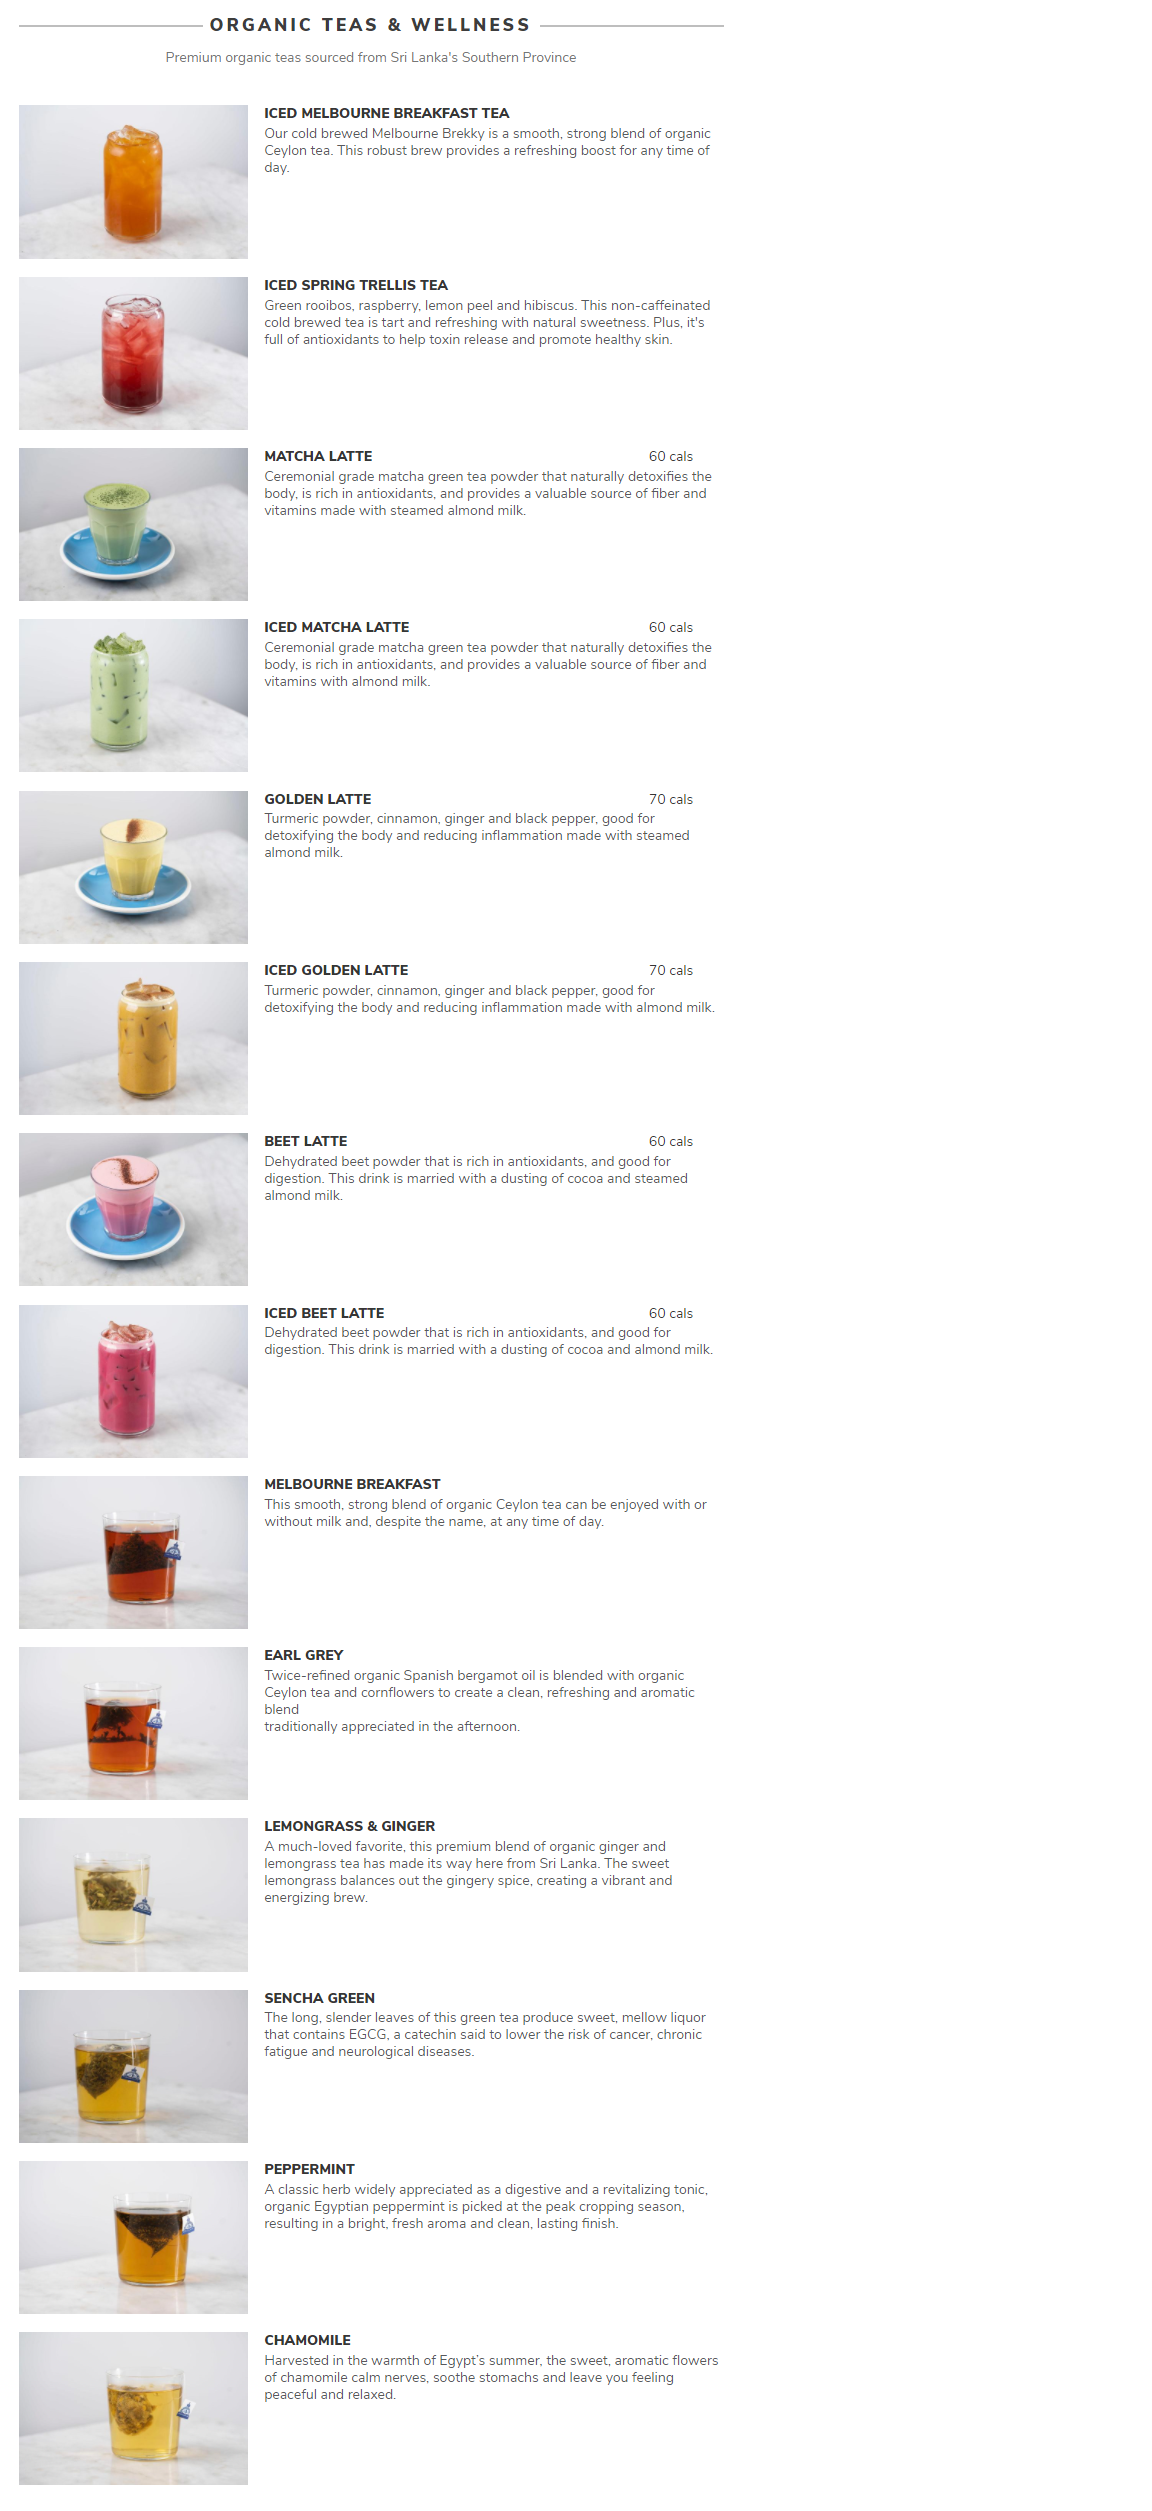 ORGANIC TEAS & WELLNESS
Premium organic teas sourced from Sri Lanka's Southern Province
ICED MELBOURNE BREAKFAST TEA
Our cold brewed Melbourne Brekky is a smooth, strong blend of organic
Ceylon tea. This robust brew provides a refreshing boost for any time of
day.
ICED SPRING TRELLIS TEA
Green rooibos, raspberry, lemon peel and hibiscus. This non-caffeinated
cold brewed tea is tart and refreshing with natural sweetness. Plus, it's
full of antioxidants to help toxin release and promote healthy skin.
MATCHA LATTE 60 cals
Ceremonial grade matcha green tea powder that naturally detoxifies the
body, is rich in antioxidants, and provides a valuable source of fiber and
vitamins made with steamed almond milk.
ICED MATCHA LATTE 60 cals
Ceremonial grade matcha green tea powder that naturally detoxifies the
body, is rich in antioxidants, and provides a valuable source of fiber and
vitamins with almond milk.
GOLDEN LATTE 70 cals
Turmeric powder, cinnamon, ginger and black pepper, good for
detoxifying the body and reducing inflammation made with steamed
almond milk.
ICED GOLDEN LATTE 70 cals
Turmeric powder, cinnamon, ginger and black pepper, good for
detoxifying the body and reducing inflammation made with almond milk.
BEET LATTE 60 cals
Dehydrated beet powder that is rich in antioxidants, and good for
digestion. This drink is married with a dusting of cocoa and steamed
almond milk.
ICED BEET LATTE 60 cals
Dehydrated beet powder that is rich in antioxidants, and good for
digestion. This drink is married with a dusting of cocoa and almond milk.
MELBOURNE BREAKFAST
This smooth, strong blend of organic Ceylon tea can be enjoyed with or
without milk and, despite the name, at any time of day.
EARL GREY
Twice-refined organic Spanish bergamot oil is blended with organic
Ceylon tea and cornflowers to create a clean, refreshing and aromatic
blend
traditionally appreciated in the afternoon.
LEMONGRASS & GINGER
A much-loved favorite, this premium blend of organic ginger and
lemongrass tea has made its way here from Sri Lanka. The sweet
lemongrass balances out the gingery spice, creating a vibrant and
energizing brew.
SENCHA GREEN
The long, slender leaves of this green tea produce sweet, mellow liquor
that contains EGCG, a catechin said to lower the risk of cancer, chronic
fatigue and neurological diseases.
PEPPERMINT
A classic herb widely appreciated as a digestive and a revitalizing tonic,
organic Egyptian peppermint is picked at the peak cropping season,
resulting in a bright, fresh aroma and clean, lasting finish.
CHAMOMILE
Harvested in the warmth of Egypt’s summer, the sweet, aromatic flowers
of chamomile calm nerves, soothe stomachs and leave you feeling
peaceful and relaxed.